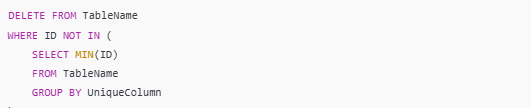 DELETE FROM TableName
WHERE ID NOT IN (
    SELECT MIN(ID)
    FROM TableName
    GROUP BY UniqueColumn